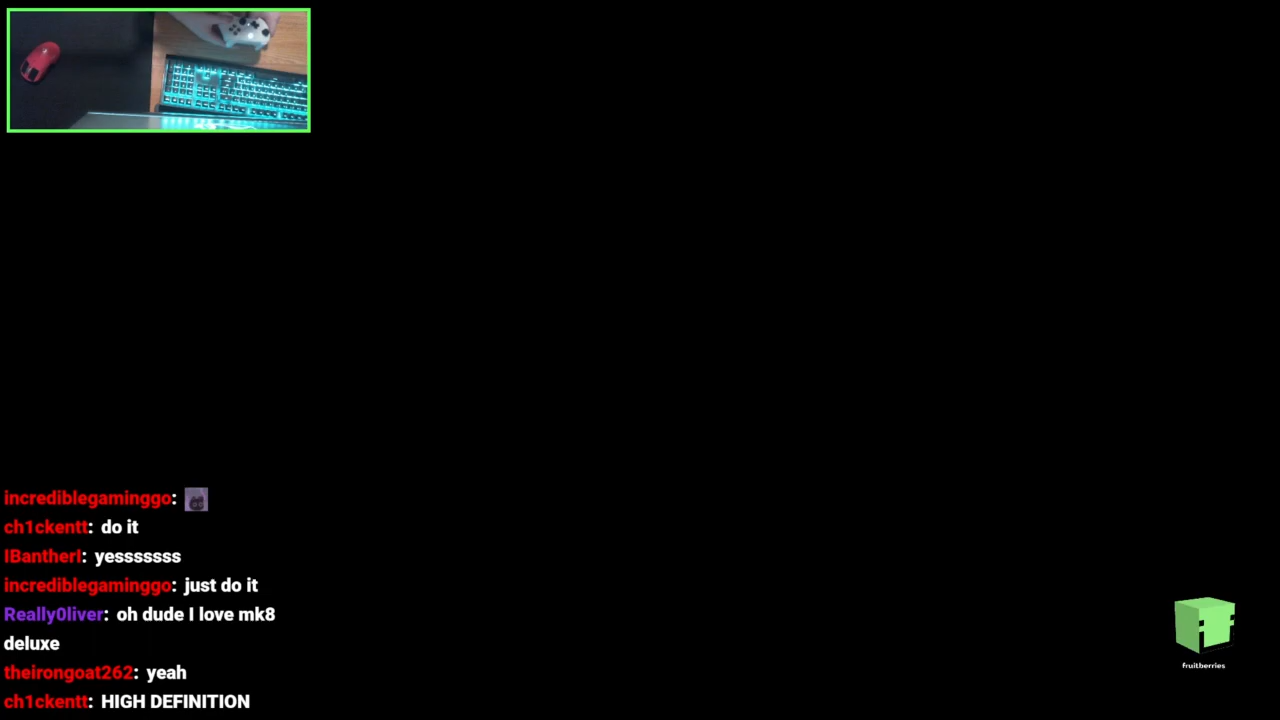 incrediblegaminggo:
ch1ckentt: do it
IBantherI: yesssssss
incrediblegaminggo: just do it
Really0liver: oh dude I love mk8
deluxe
theirongoat262: yeah
ch1ckentt: HIGH DEFINITION
fruitberries